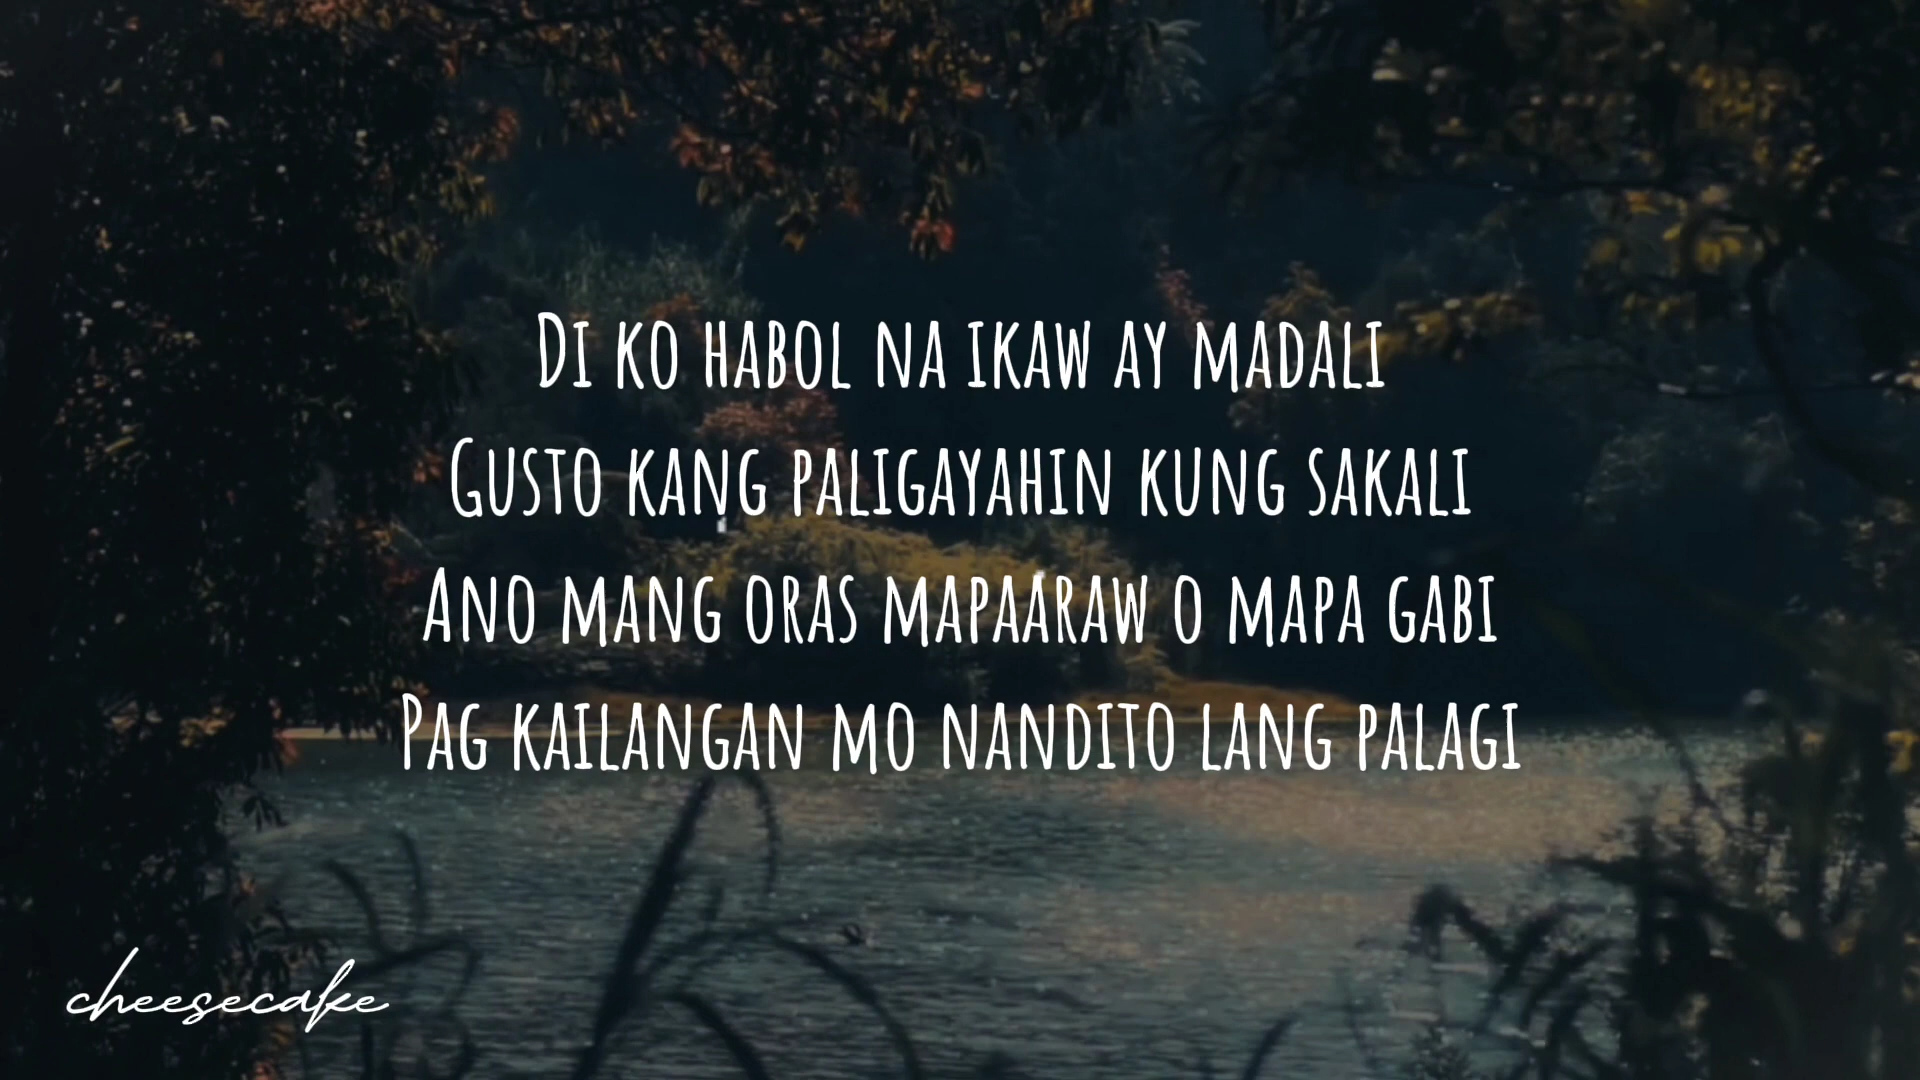 Di ko habol na ikaw ay madali
Gusto kang paligayahin kung sakali
Ano mang oras mapaaraw o mapa gabi
Pag kailangan mo nandito lang palagi
cheesecake